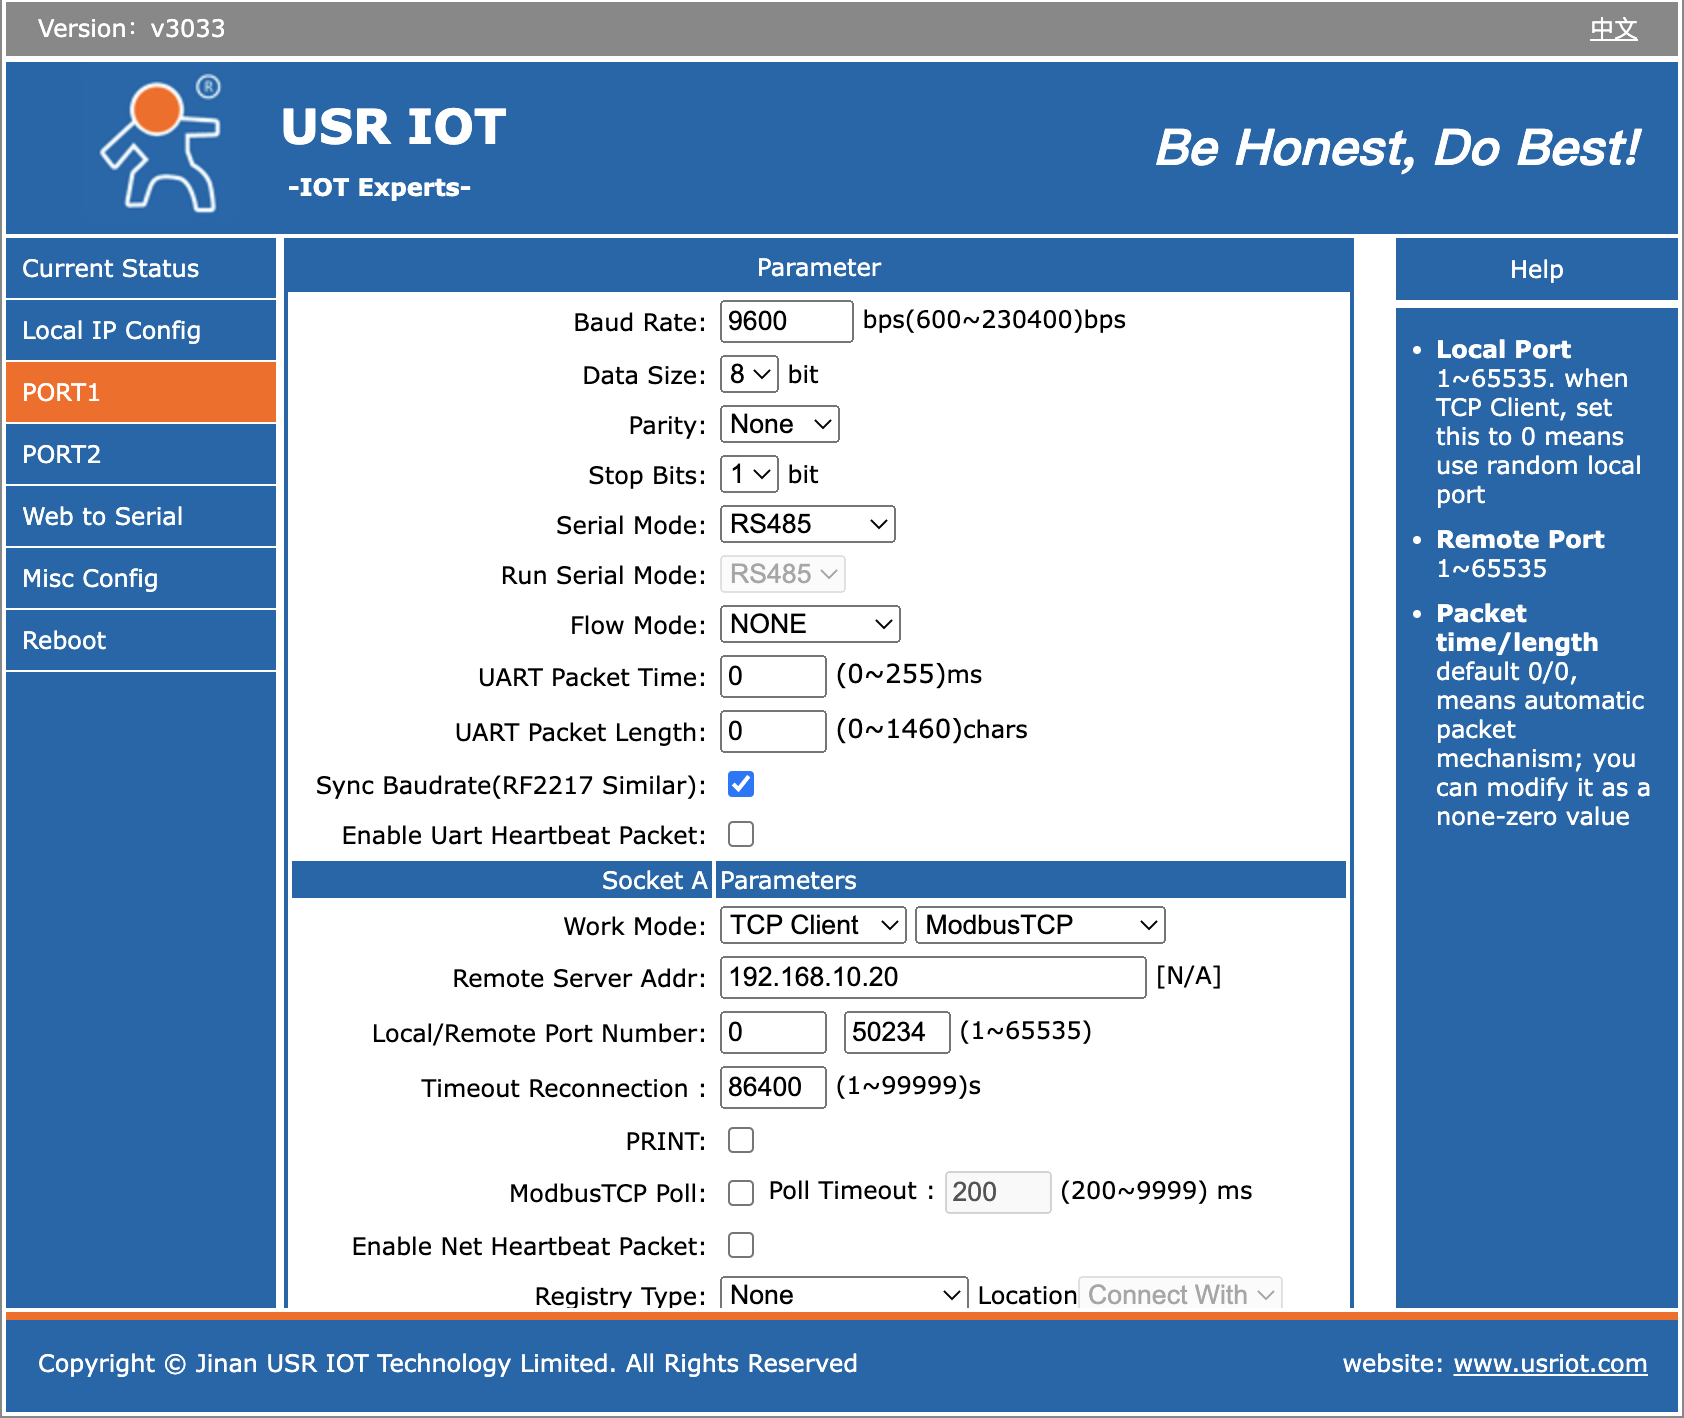 Version： v3033
中文
®
USR IOT
-IOT Experts-
Be Honest, Do Best!
Current Status
Local IP Config
PORT1
PORT2
Web to Serial
Misc Config
Reboot
Parameter
Baud Rate: 9600 bps(600~230400)bps
Data Size: 8 bit
Parity: None
Stop Bits: 1 bit
Serial Mode: RS485
Run Serial Mode: RS485
Flow Mode: NONE
UART Packet Time: 0 (0~255)ms
UART Packet Length: 0 (0~1460)chars
Sync Baudrate(RF2217 Similar):
Enable Uart Heartbeat Packet:
Socket A Parameters
Work Mode: TCP Client ModbusTCP
Remote Server Addr: 192.168.10.20 [N/A]
Local/Remote Port Number: 0 50234 (1~65535)
Timeout Reconnection : 86400 (1~99999)s
PRINT:
ModbusTCP Poll: Poll Timeout : 200 (200~9999) ms
Enable Net Heartbeat Packet:
Registry Type: None Location Connect With
Help
• Local Port
1~65535. when
TCP Client, set
this to 0 means
use random local
port
• Remote Port
1~65535
• Packet
time/length
default 0/0,
means automatic
packet
mechanism; you
can modify it as a
none-zero value
Copyright © Jinan USR IOT Technology Limited. All Rights Reserved
website: www.usriot.com